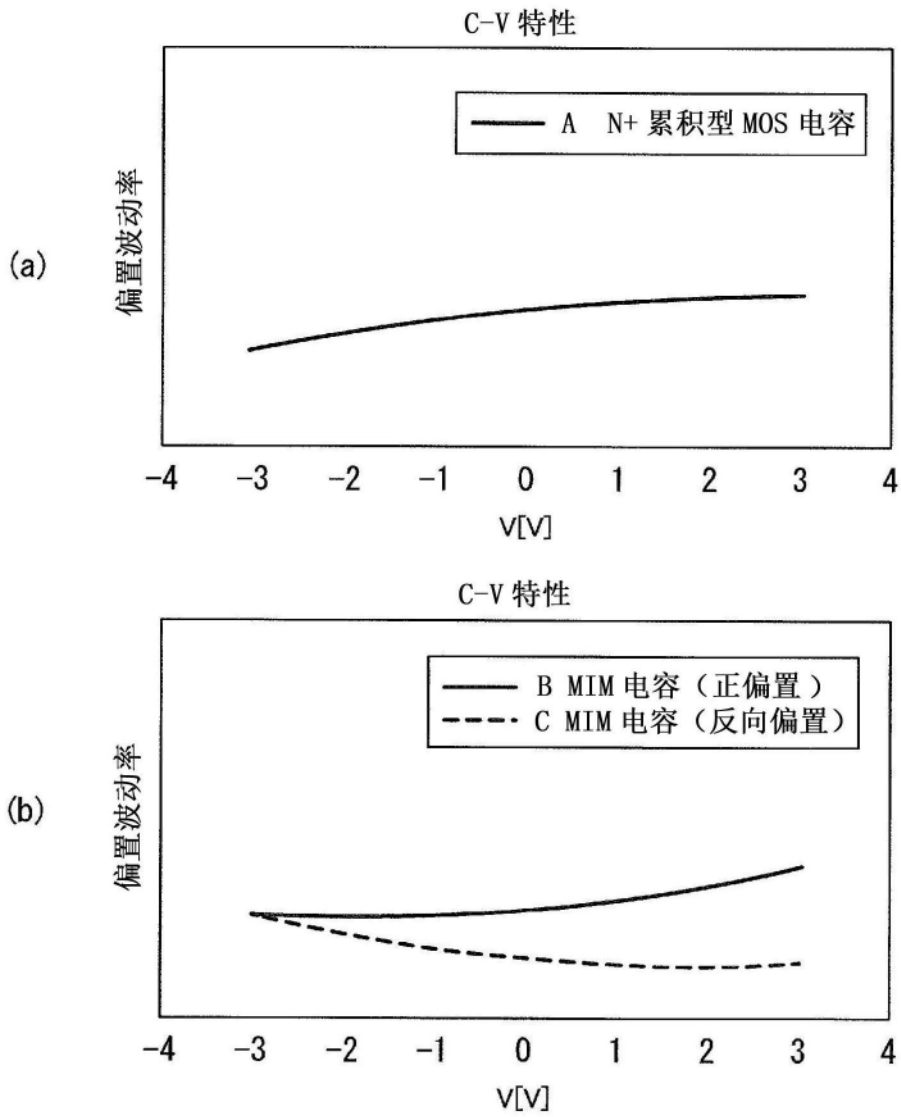 C-V 特性
A N+ 累积型 MOS 电容
偏置波动率
(a)
-4 -3 -2 -1 0 1 2 3 4
V[V]
C-V 特性
B MIM 电容（正偏置）
C MIM 电容（反向偏置）
偏置波动率
(b)
-4 -3 -2 -1 0 1 2 3 4
V[V]